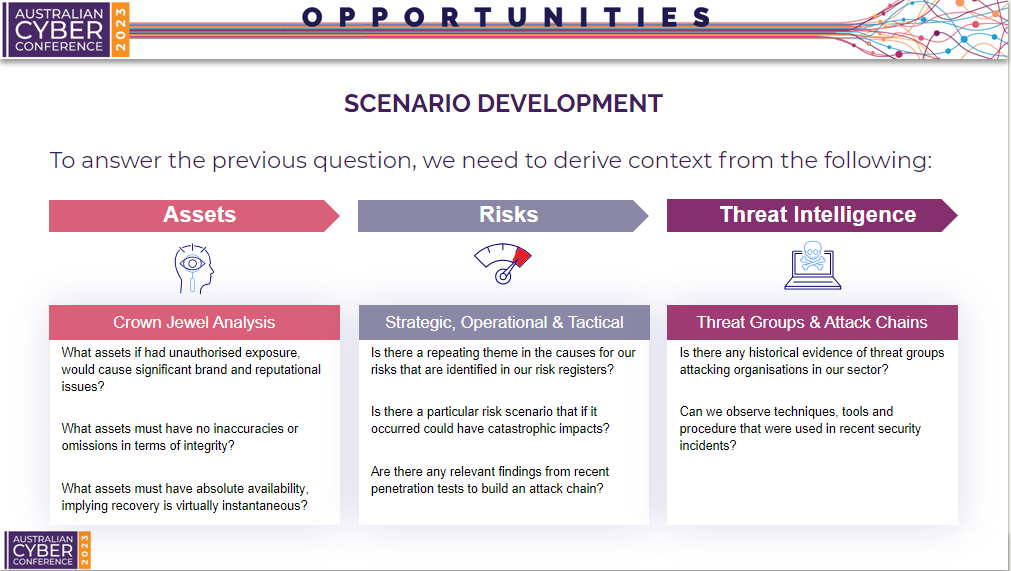 AUSTRALIAN
CYBER
CONFERENCE
2023
OPPORTUNITIES
SCENARIO DEVELOPMENT
To answer the previous question, we need to derive context from the following:
Assets
Risks
Threat Intelligence
Crown Jewel Analysis
What assets if had unauthorised exposure,
would cause significant brand and reputational
issues?
What assets must have no inaccuracies or
omissions in terms of integrity?
What assets must have absolute availability,
implying recovery is virtually instantaneous?
Strategic, Operational & Tactical
Is there a repeating theme in the causes for our
risks that are identified in our risk registers?
Is there a particular risk scenario that if it
occurred could have catastrophic impacts?
Are there any relevant findings from recent
penetration tests to build an attack chain?
Threat Groups & Attack Chains
Is there any historical evidence of threat groups
attacking organisations in our sector?
Can we observe techniques, tools and
procedure that were used in recent security
incidents?
AUSTRALIAN
CYBER
CONFERENCE
2023